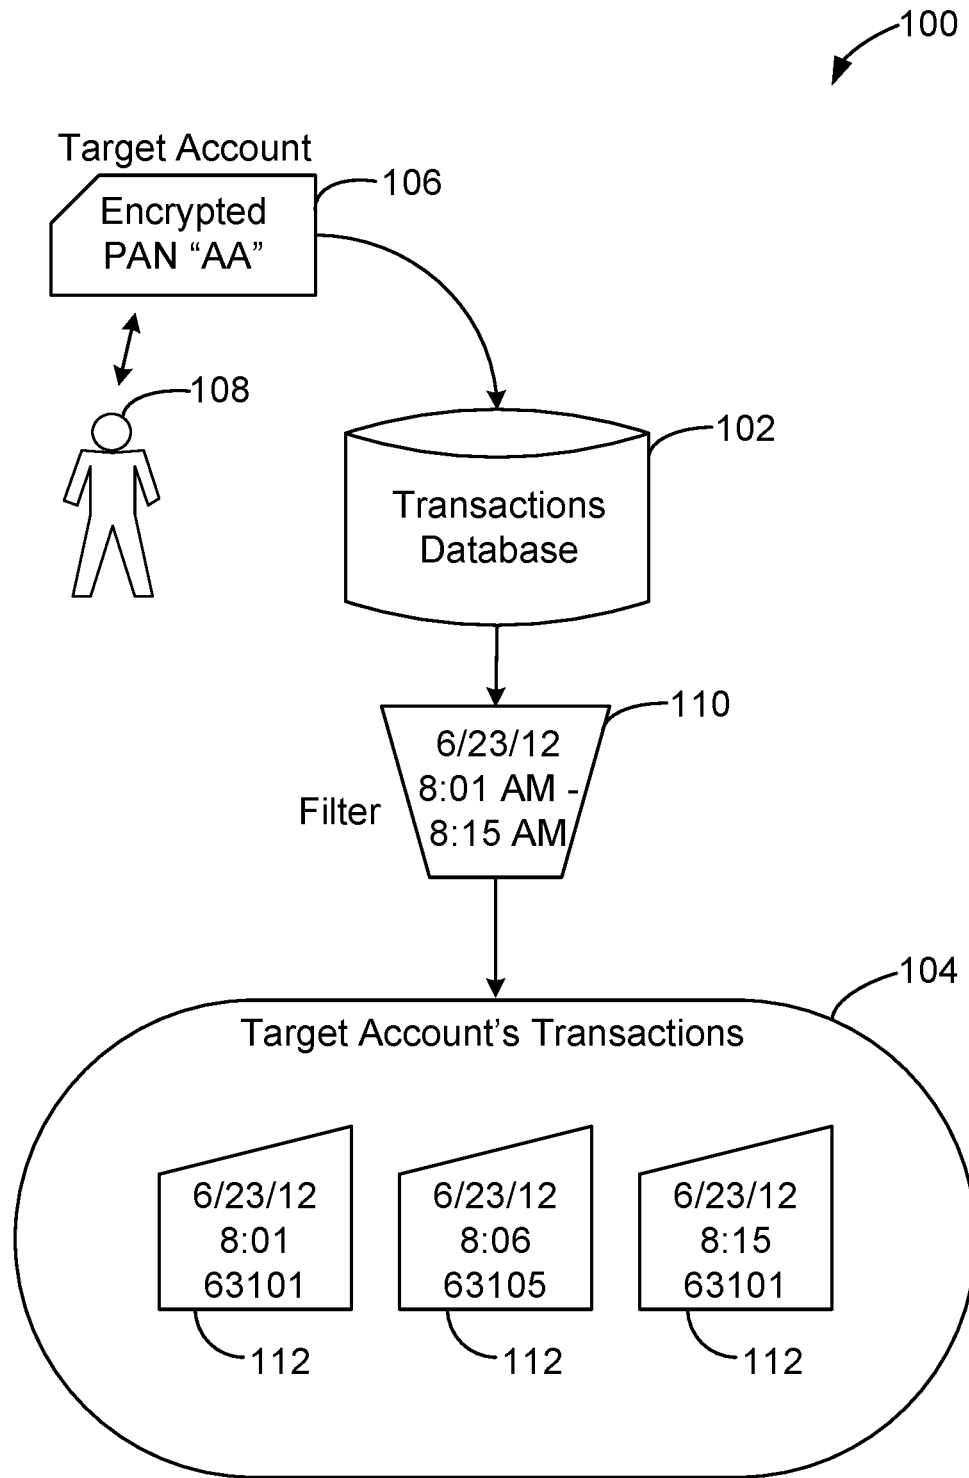 100
Target Account
106
Encrypted
PAN “AA”
108
102
Transactions
Database
110
6/23/12
8:01 AM -
8:15 AM
Filter
104
Target Account’s Transactions
6/23/12
8:01
63101
6/23/12
8:06
63105
6/23/12
8:15
63101
112
112
112